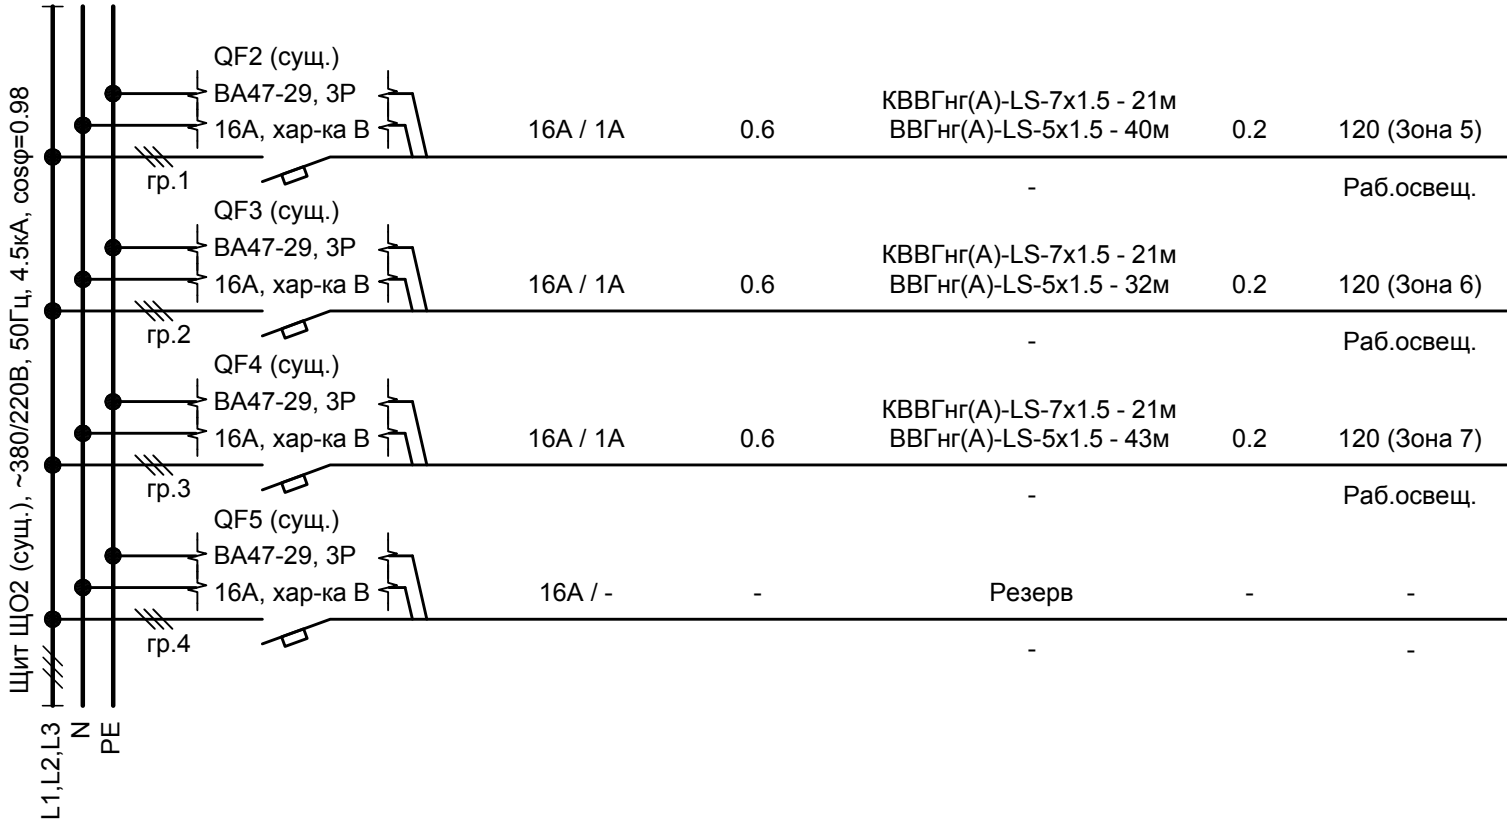 Щит ЩО2 (сущ.), ~380/220В, 50Гц, 4.5кА, cosφ=0.98
QF2 (сущ.)
ВА47-29, 3Р
16А, хар-ка В
гр.1
16А / 1А
0.6
КВВГнг(А)-LS-7х1.5 - 21м
ВВГнг(А)-LS-5х1.5 - 40м
-
0.2
120 (Зона 5)
Раб.освещ.
QF3 (сущ.)
ВА47-29, 3Р
16А, хар-ка В
гр.2
16А / 1А
0.6
КВВГнг(А)-LS-7х1.5 - 21м
ВВГнг(А)-LS-5х1.5 - 32м
-
0.2
120 (Зона 6)
Раб.освещ.
QF4 (сущ.)
ВА47-29, 3Р
16А, хар-ка В
гр.3
16А / 1А
0.6
КВВГнг(А)-LS-7х1.5 - 21м
ВВГнг(А)-LS-5х1.5 - 43м
-
0.2
120 (Зона 7)
Раб.освещ.
QF5 (сущ.)
ВА47-29, 3Р
16А, хар-ка В
гр.4
16А / -
-
Резерв
-
-
-
-
L1,L2,L3
N
PE